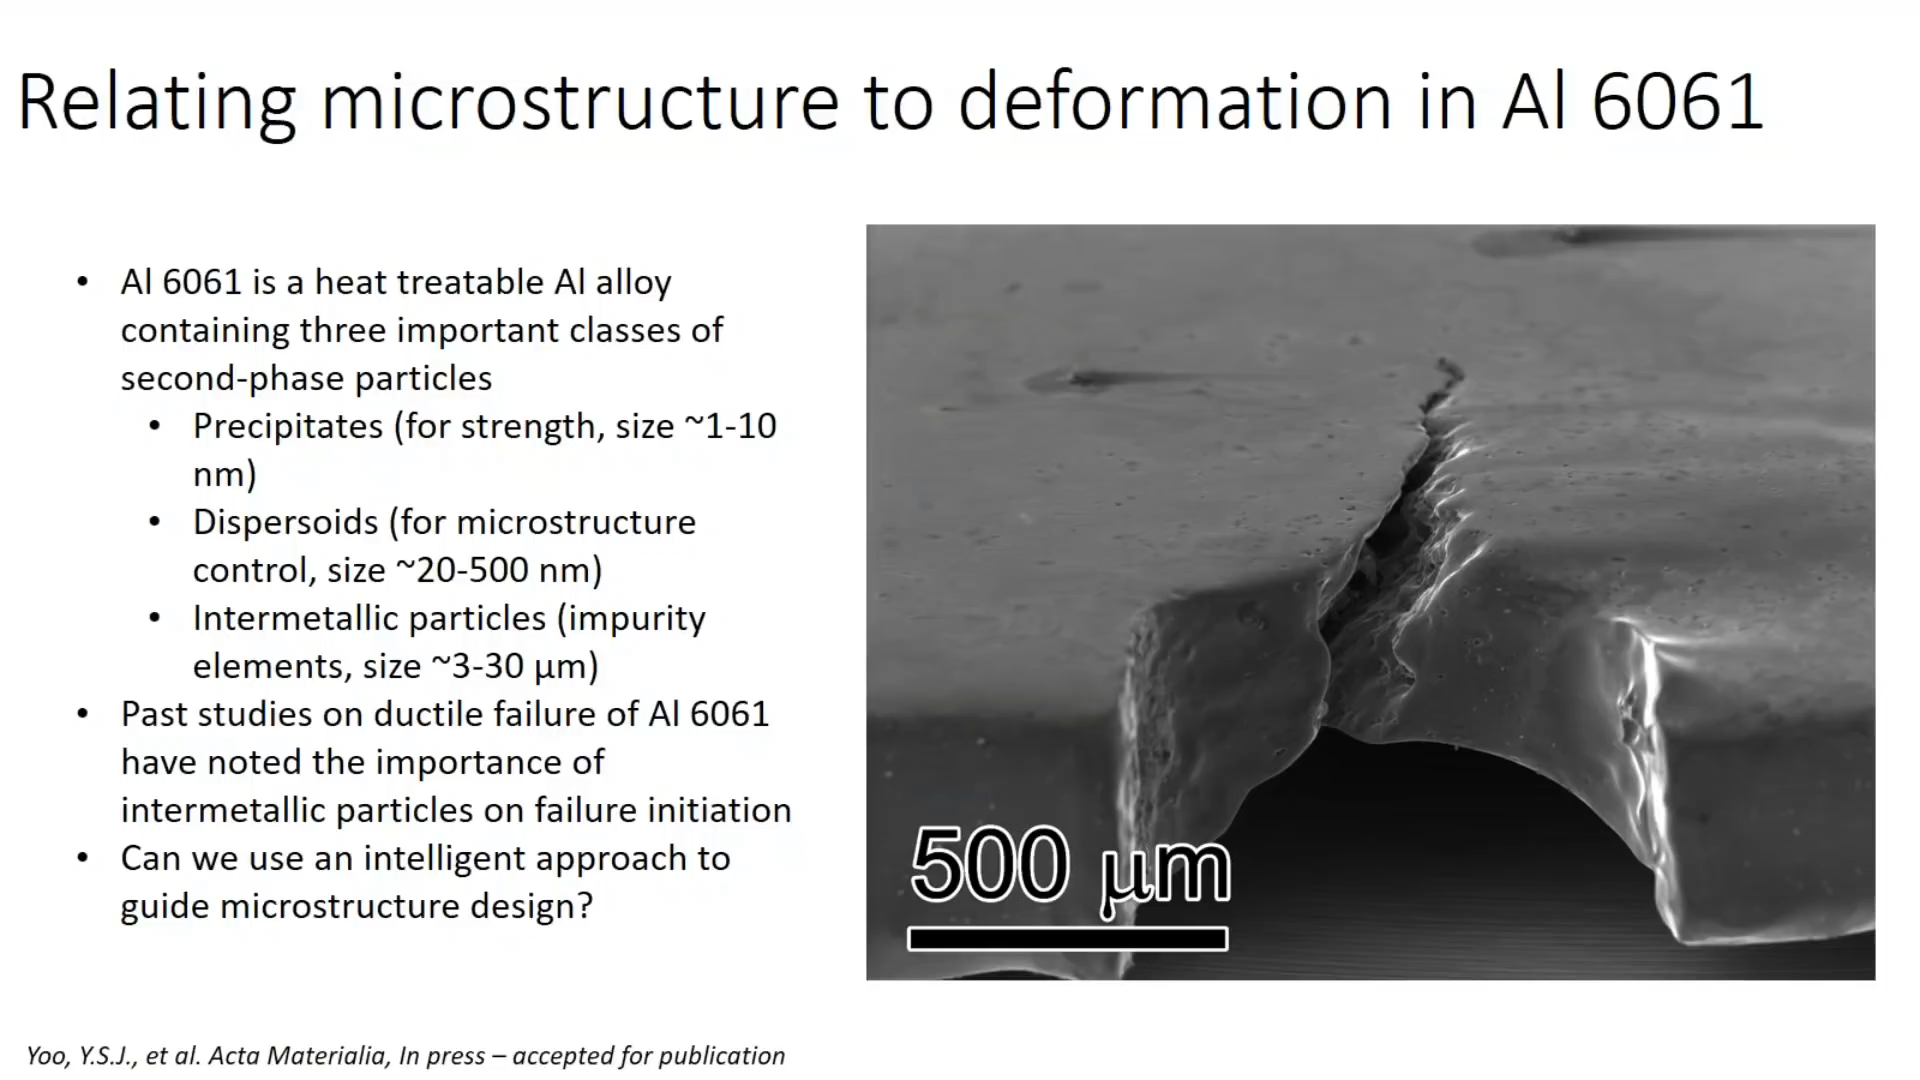 Relating microstructure to deformation in Al 6061
• Al 6061 is a heat treatable Al alloy
containing three important classes of
second-phase particles
• Precipitates (for strength, size ~1-10
nm)
• Dispersoids (for microstructure
control, size ~20-500 nm)
• Intermetallic particles (impurity
elements, size ~3-30 μm)
• Past studies on ductile failure of Al 6061
have noted the importance of
intermetallic particles on failure initiation
• Can we use an intelligent approach to
guide microstructure design?
500 μm
Yoo, Y.S.J., et al. Acta Materialia, In press – accepted for publication